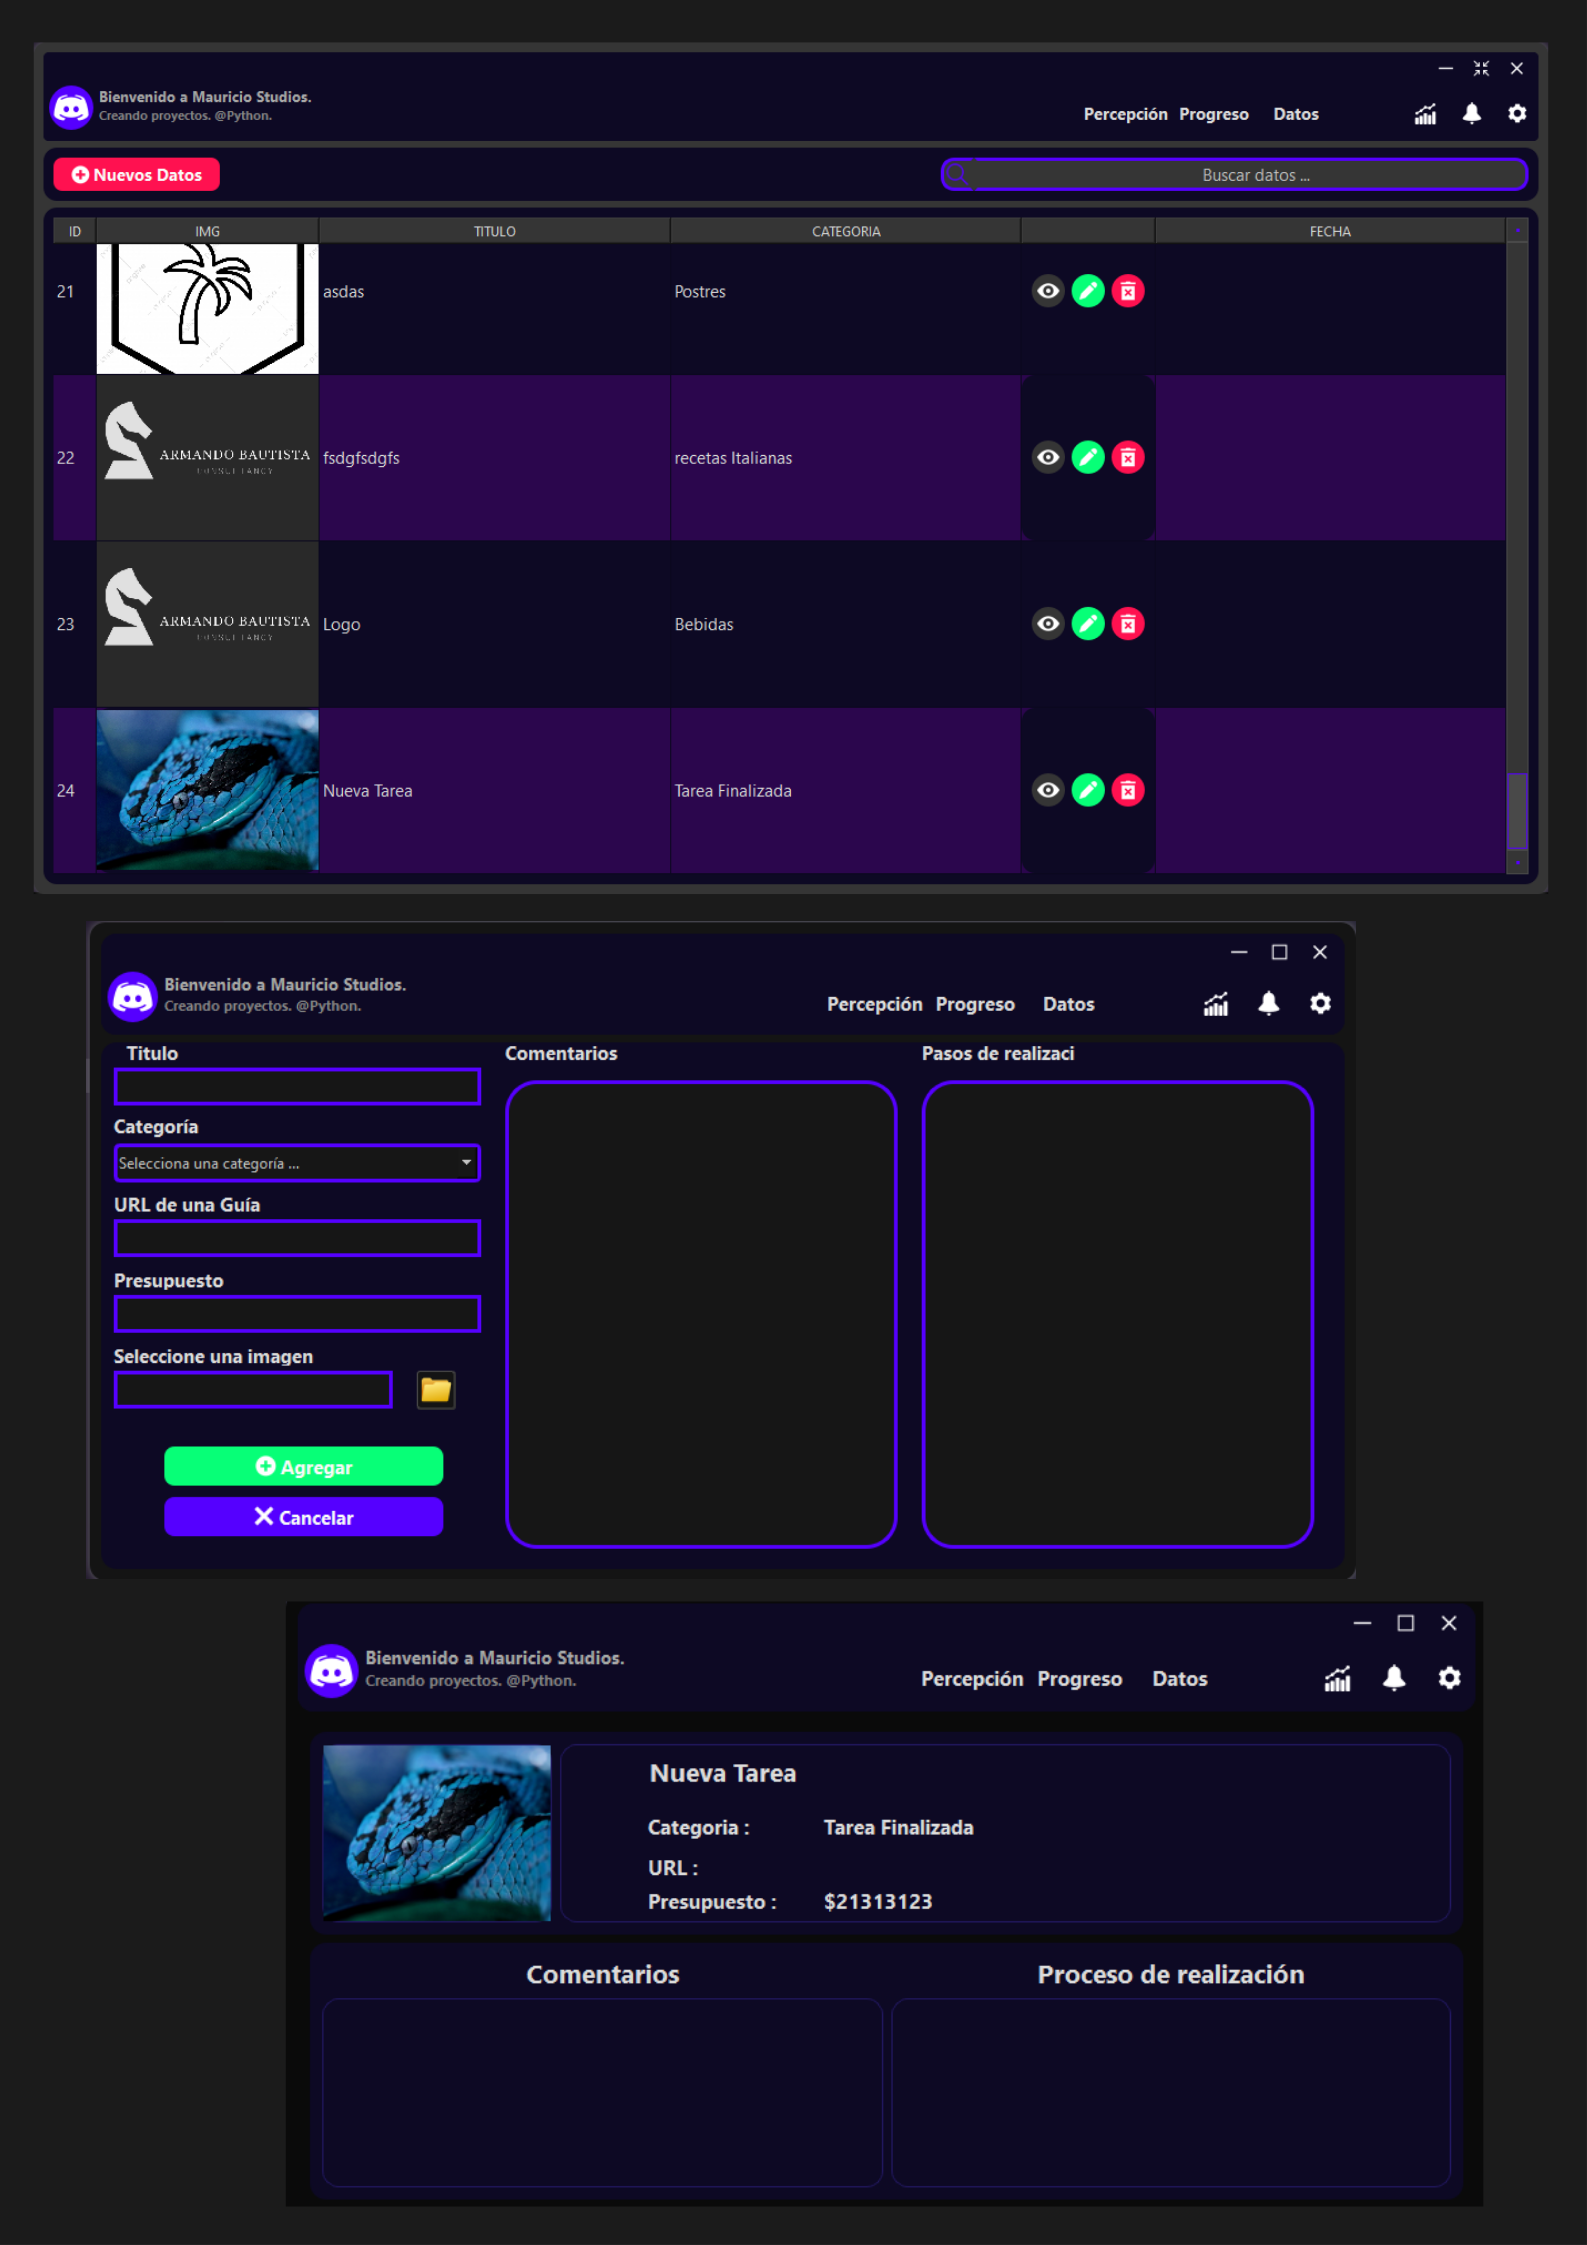 Bienvenido a Mauricio Studios.
Creando proyectos. @Python.
Percepción Progreso Datos
Nuevos Datos
Buscar datos ...
ID IMG TITULO CATEGORIA FECHA
21 asdas Postres
22 ARMANDO BAUTISTA fsdgfsdgfs recetas Italianas
CONSULTANCY
23 ARMANDO BAUTISTA Logo Bebidas
CONSULTANCY
24 Nueva Tarea Tarea Finalizada
Bienvenido a Mauricio Studios.
Creando proyectos. @Python.
Percepción Progreso Datos
Titulo
Comentarios
Pasos de realizaci
Categoría
Selecciona una categoría ...
URL de una Guía
Presupuesto
Seleccione una imagen
Agregar
Cancelar
Bienvenido a Mauricio Studios.
Creando proyectos. @Python.
Percepción Progreso Datos
Nueva Tarea
Categoria : Tarea Finalizada
URL :
Presupuesto : $21313123
Comentarios
Proceso de realización